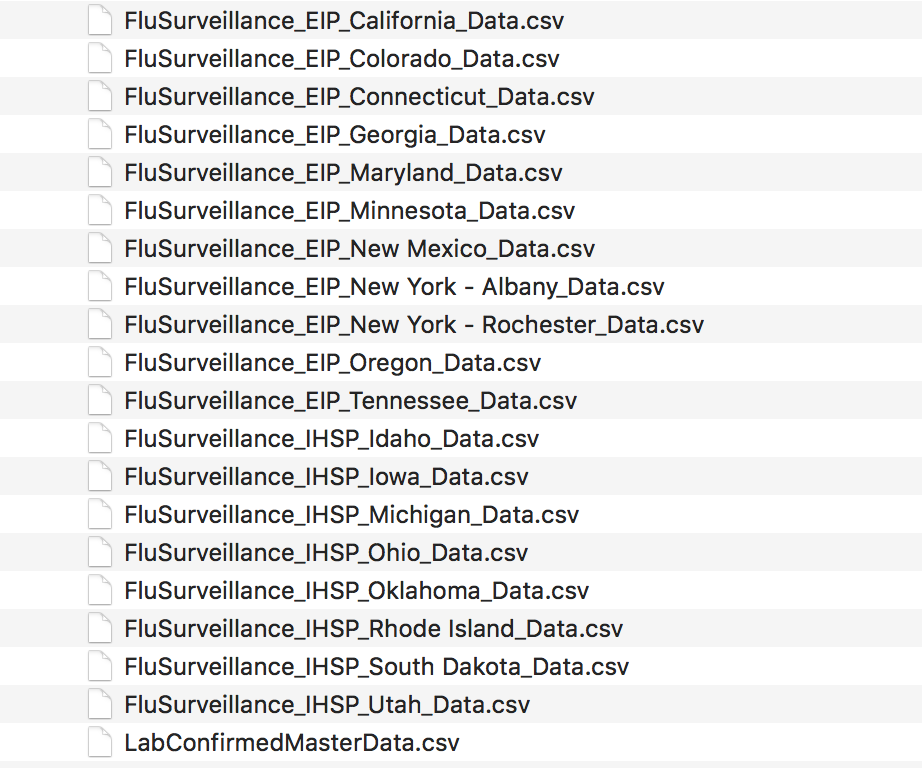 FluSurveillance_EIP_California_Data.csv
FluSurveillance_EIP_Colorado_Data.csv
FluSurveillance_EIP_Connecticut_Data.csv
FluSurveillance_EIP_Georgia_Data.csv
FluSurveillance_EIP_Maryland_Data.csv
FluSurveillance_EIP_Minnesota_Data.csv
FluSurveillance_EIP_New Mexico_Data.csv
FluSurveillance_EIP_New York - Albany_Data.csv
FluSurveillance_EIP_New York - Rochester_Data.csv
FluSurveillance_EIP_Oregon_Data.csv
FluSurveillance_EIP_Tennessee_Data.csv
FluSurveillance_IHSP_Idaho_Data.csv
FluSurveillance_IHSP_Iowa_Data.csv
FluSurveillance_IHSP_Michigan_Data.csv
FluSurveillance_IHSP_Ohio_Data.csv
FluSurveillance_IHSP_Oklahoma_Data.csv
FluSurveillance_IHSP_Rhode Island_Data.csv
FluSurveillance_IHSP_South Dakota_Data.csv
FluSurveillance_IHSP_Utah_Data.csv
LabConfirmedMasterData.csv